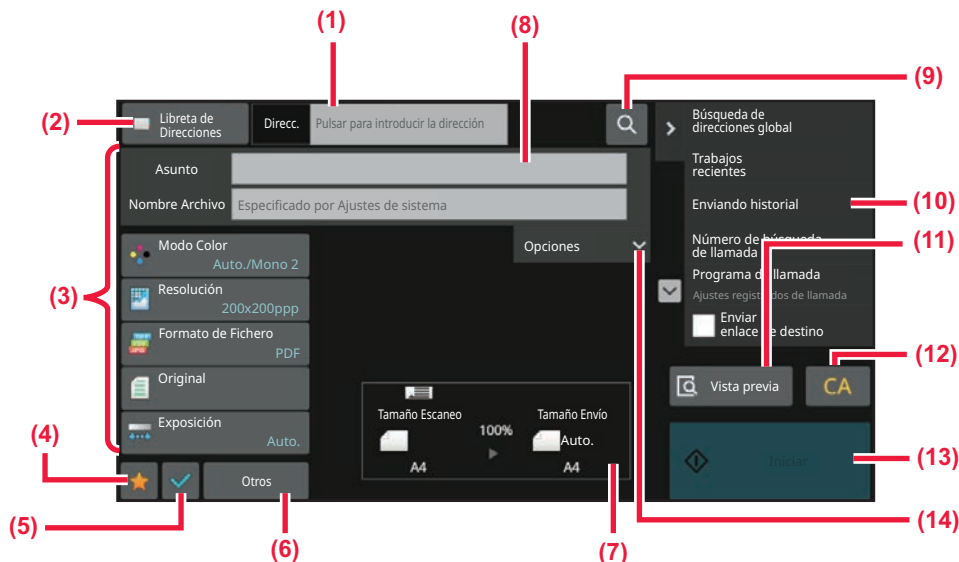 (1)
(8)
(9)
(2)
Libreta de
Direcciones
Direcc.
Pulsar para introducir la dirección
Búsqueda de
direcciones global
Asunto
Trabajos
recientes
Nombre Archivo
Especificado por Ajustes de sistema
Enviando historial
(10)
Opciones
Número de búsqueda
de llamada
(11)
(3)
Modo Color
Auto./Mono 2
Resolución
200x200ppp
Formato de Fichero
PDF
Original
Exposición
Auto.
Programa de llamada
Ajustes registrados de llamada
Enviar
enlace de destino
(12)
Vista previa
CA
Tamaño Escaneo
A4
100%
Tamaño Envío
Auto.
A4
Iniciar
(13)
(4)
Otros
(5)
(6)
(7)
(14)